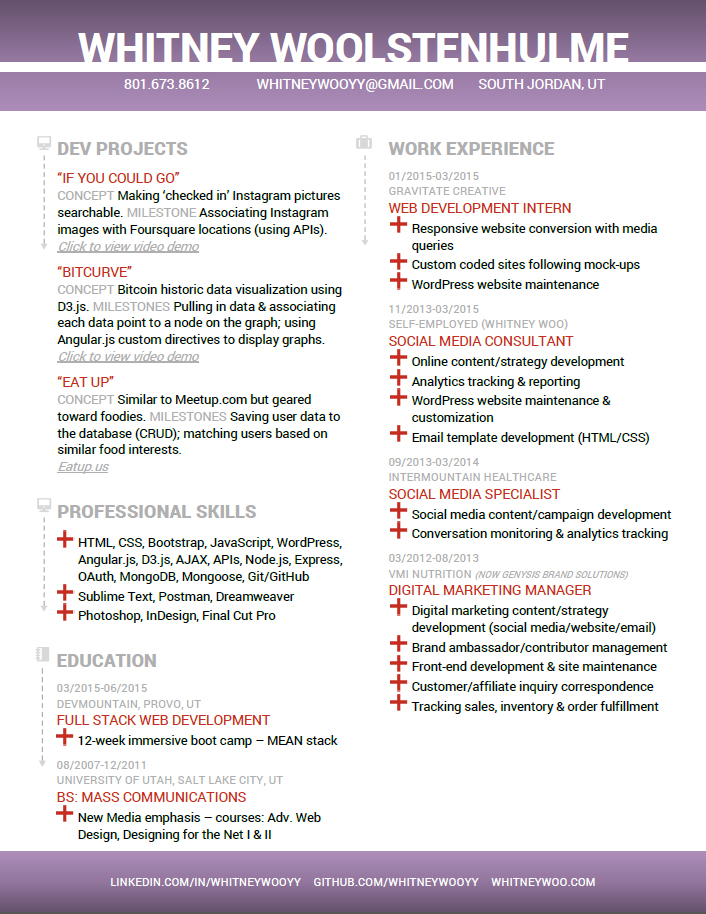 WHITNEY WOOLSTENHULME
801.673.8612 WHITNEYWOOYY@GMAIL.COM SOUTH JORDAN, UT
DEV PROJECTS
“IF YOU COULD GO”
CONCEPT Making ‘checked in’ Instagram pictures
searchable. MILESTONE Associating Instagram
images with Foursquare locations (using APIs).
Click to view video demo
“BITCURVE”
CONCEPT Bitcoin historic data visualization using
D3.js. MILESTONES Pulling in data & associating
each data point to a node on the graph; using
Angular.js custom directives to display graphs.
Click to view video demo
“EAT UP”
CONCEPT Similar to Meetup.com but geared
toward foodies. MILESTONES Saving user data to
the database (CRUD); matching users based on
similar food interests.
Eatup.us
PROFESSIONAL SKILLS
HTML, CSS, Bootstrap, JavaScript, WordPress,
Angular.js, D3.js, AJAX, APIs, Node.js, Express,
OAuth, MongoDB, Mongoose, Git/GitHub
Sublime Text, Postman, Dreamweaver
Photoshop, InDesign, Final Cut Pro
EDUCATION
03/2015-06/2015
DEVMOUNTAIN, PROVO, UT
FULL STACK WEB DEVELOPMENT
12-week immersive boot camp – MEAN stack
08/2007-12/2011
UNIVERSITY OF UTAH, SALT LAKE CITY, UT
BS: MASS COMMUNICATIONS
New Media emphasis – courses: Adv. Web
Design, Designing for the Net I & II
WORK EXPERIENCE
01/2015-03/2015
GRAVITATE CREATIVE
WEB DEVELOPMENT INTERN
Responsive website conversion with media
queries
Custom coded sites following mock-ups
WordPress website maintenance
11/2013-03/2015
SELF-EMPLOYED (WHITNEY WOO)
SOCIAL MEDIA CONSULTANT
Online content/strategy development
Analytics tracking & reporting
WordPress website maintenance &
customization
Email template development (HTML/CSS)
09/2013-03/2014
INTERMOUNTAIN HEALTHCARE
SOCIAL MEDIA SPECIALIST
Social media content/campaign development
Conversation monitoring & analytics tracking
03/2012-08/2013
VMI NUTRITION (NOW GENYSIS BRAND SOLUTIONS)
DIGITAL MARKETING MANAGER
Digital marketing content/strategy
development (social media/website/email)
Brand ambassador/contributor management
Front-end development & site maintenance
Customer/affiliate inquiry correspondence
Tracking sales, inventory & order fulfillment
LINKEDIN.COM/IN/WHITNEYWOOYY GITHUB.COM/WHITNEYWOOYY WHITNEYWOO.COM